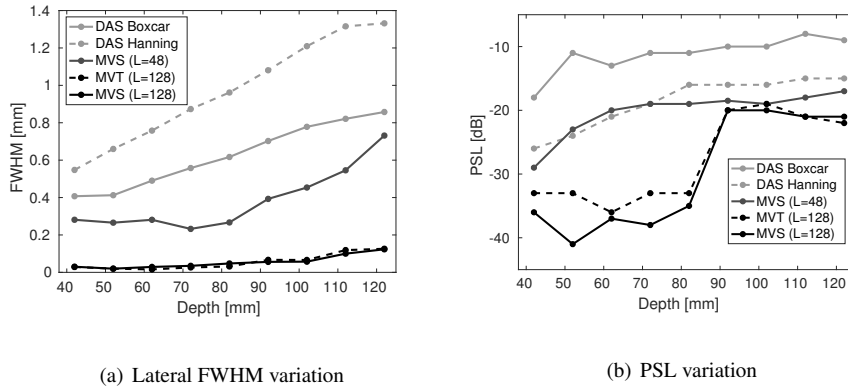 1.4
1.2
1
0.8
0.6
0.4
0.2
0
FWHM [mm]
DAS Boxcar
DAS Hanning
MVS (L=48)
MVT (L=128)
MVS (L=128)
40 50 60 70 80 90 100 110 120
Depth [mm]
(a) Lateral FWHM variation
-10
-20
-30
-40
PSL [dB]
DAS Boxcar
DAS Hanning
MVS (L=48)
MVT (L=128)
MVS (L=128)
40 50 60 70 80 90 100 110 120
Depth [mm]
(b) PSL variation